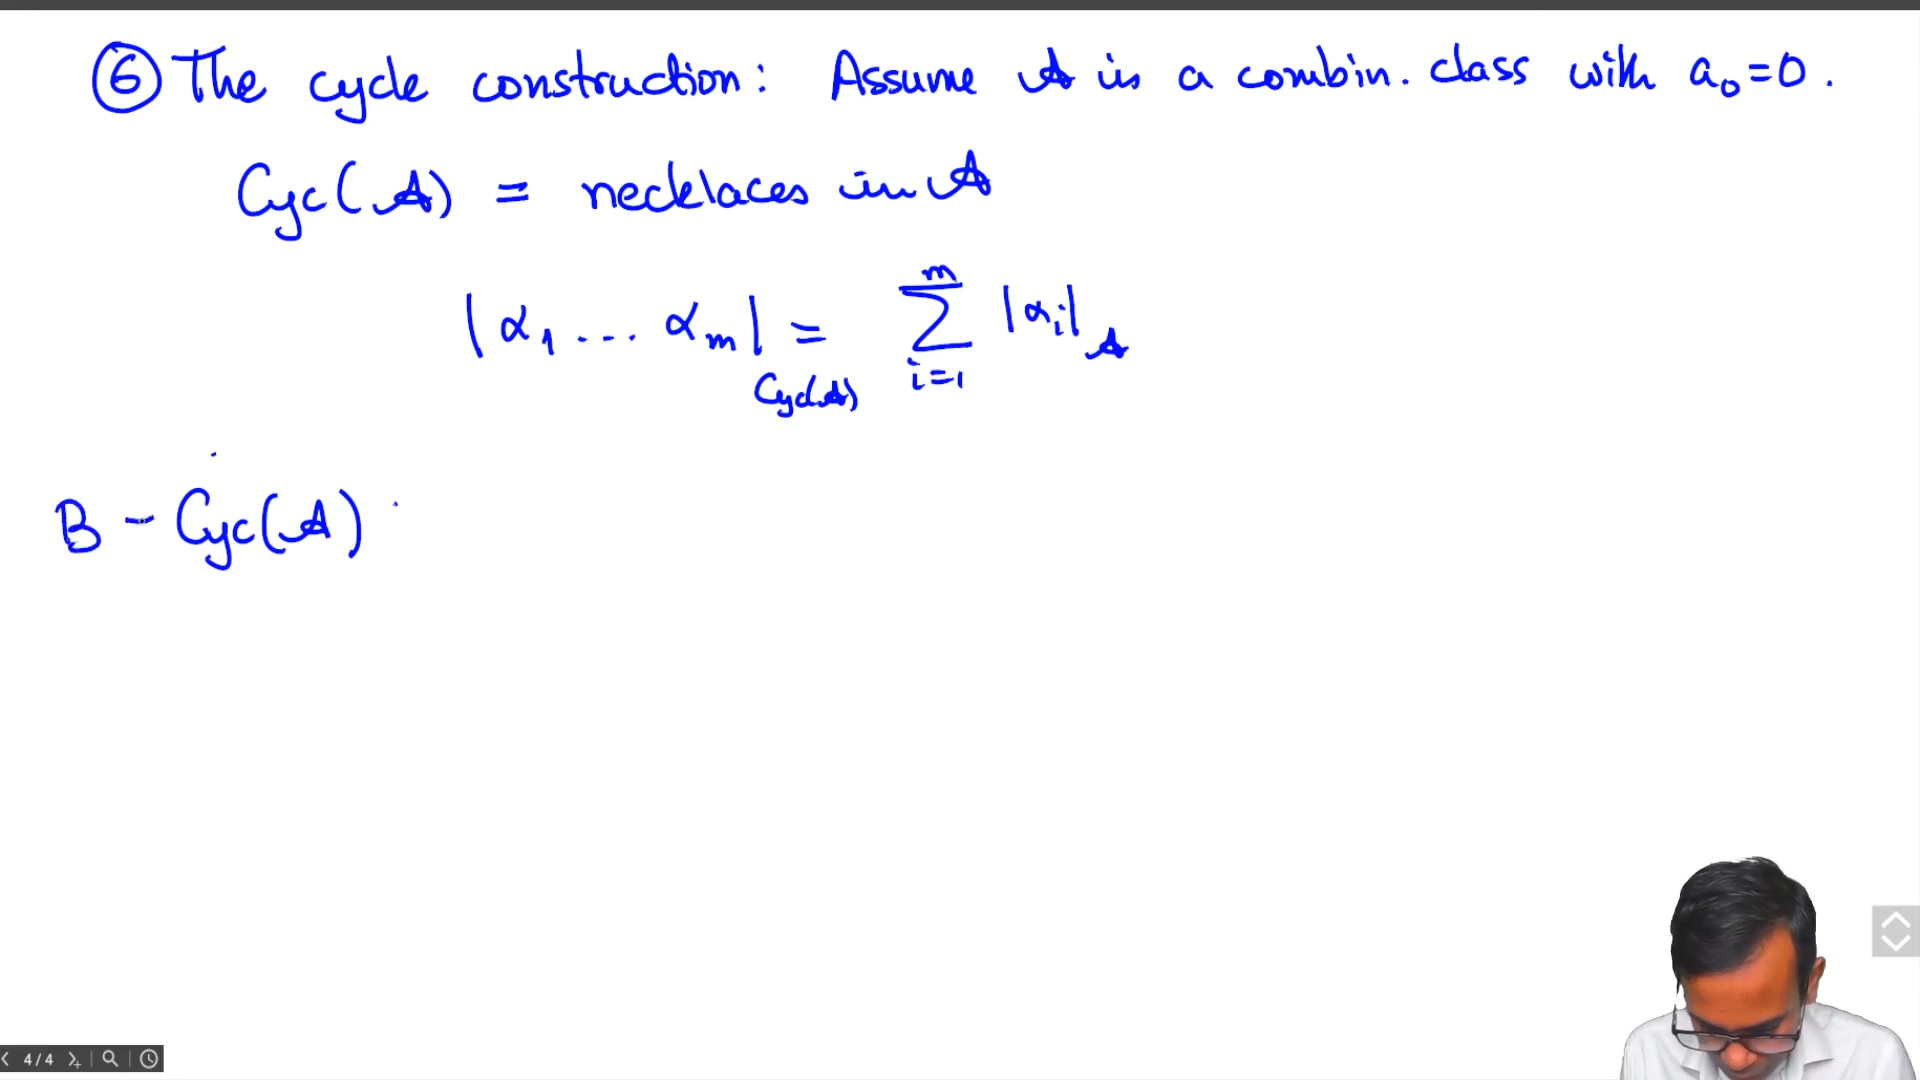 ⑥ The cycle construction: Assume 𝒜 is a combin. class with a₀=0.
Cyc(𝒜) = necklaces in 𝒜
|α₁ ... αₘ|_Cyc(𝒜) = ∑_{i=1}^{m} |αᵢ|_𝒜
B - Cyc(𝒜)
4/4